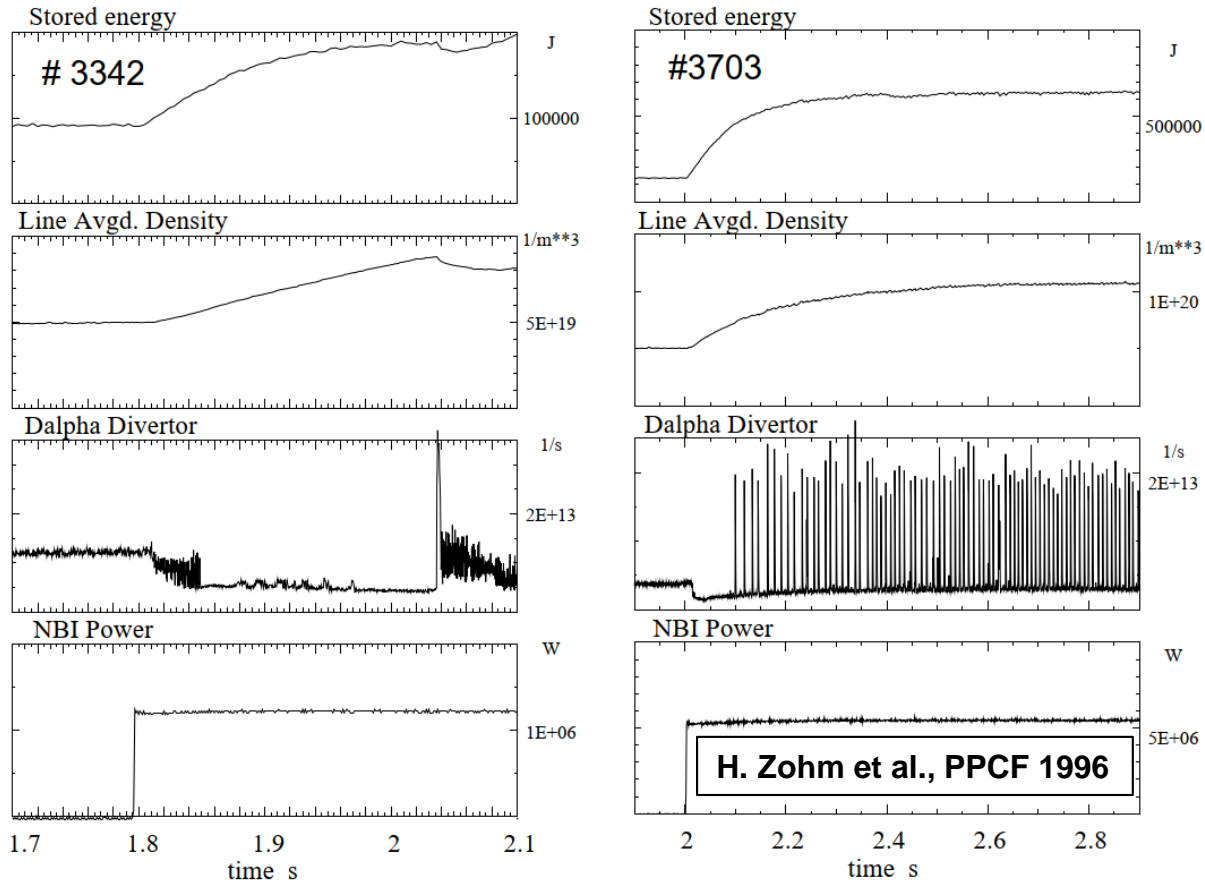 Stored energy
J
# 3342
100000
Line Avgd. Density
1/m**3
5E+19
Dalpha Divertor
1/s
2E+13
NBI Power
W
1E+06
1.7 1.8 1.9 2 2.1
time s
Stored energy
J
#3703
500000
Line Avgd. Density
1/m**3
1E+20
Dalpha Divertor
1/s
2E+13
NBI Power
W
5E+06
H. Zohm et al., PPCF 1996
2 2.2 2.4 2.6 2.8
time s